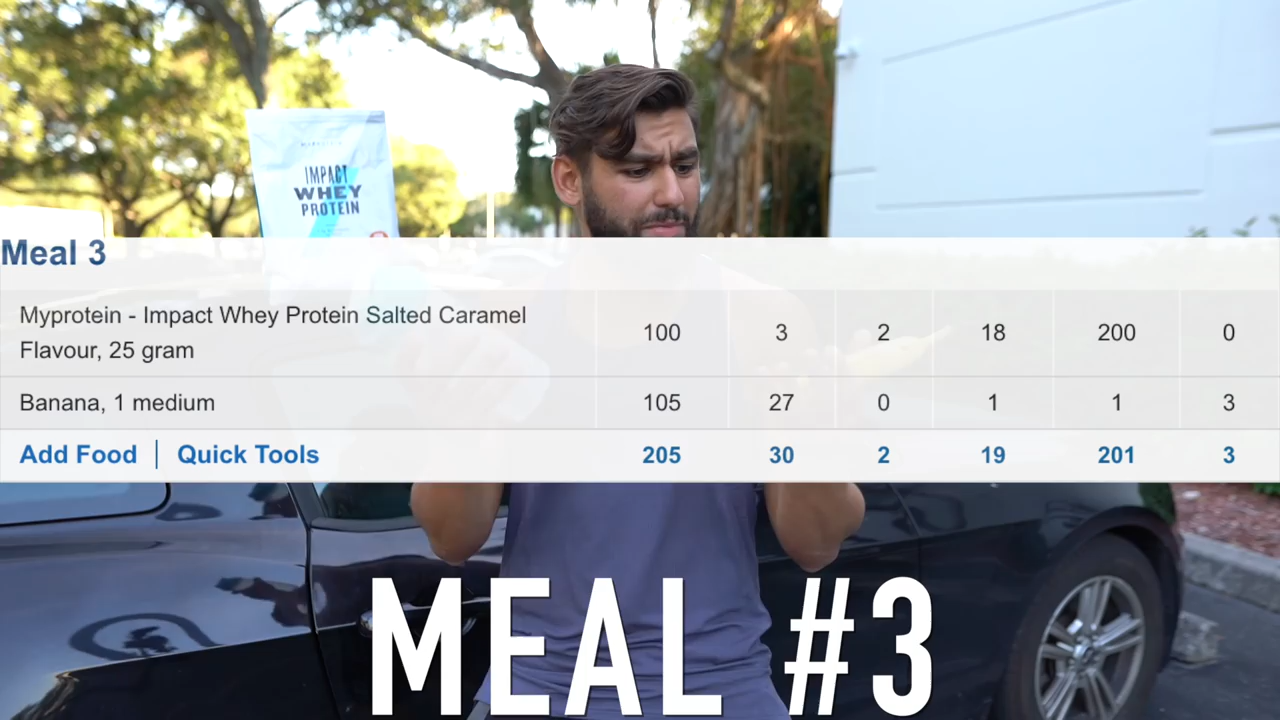 IMPACT
WHEY
PROTEIN
Meal 3
Myprotein - Impact Whey Protein Salted Caramel
Flavour, 25 gram
100 3 2 18 200 0
Banana, 1 medium 105 27 0 1 1 3
Add Food | Quick Tools 205 30 2 19 201 3
MEAL #3